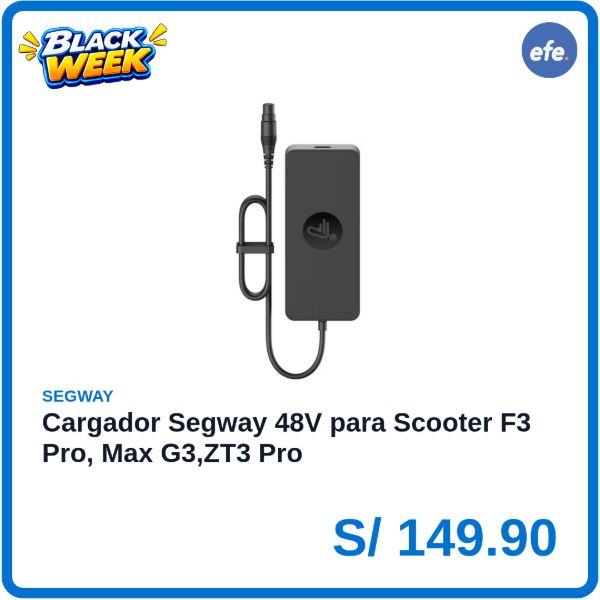 BLACK
WEEK
efe.
SEGWAY
Cargador Segway 48V para Scooter F3
Pro, Max G3,ZT3 Pro
S/ 149.90